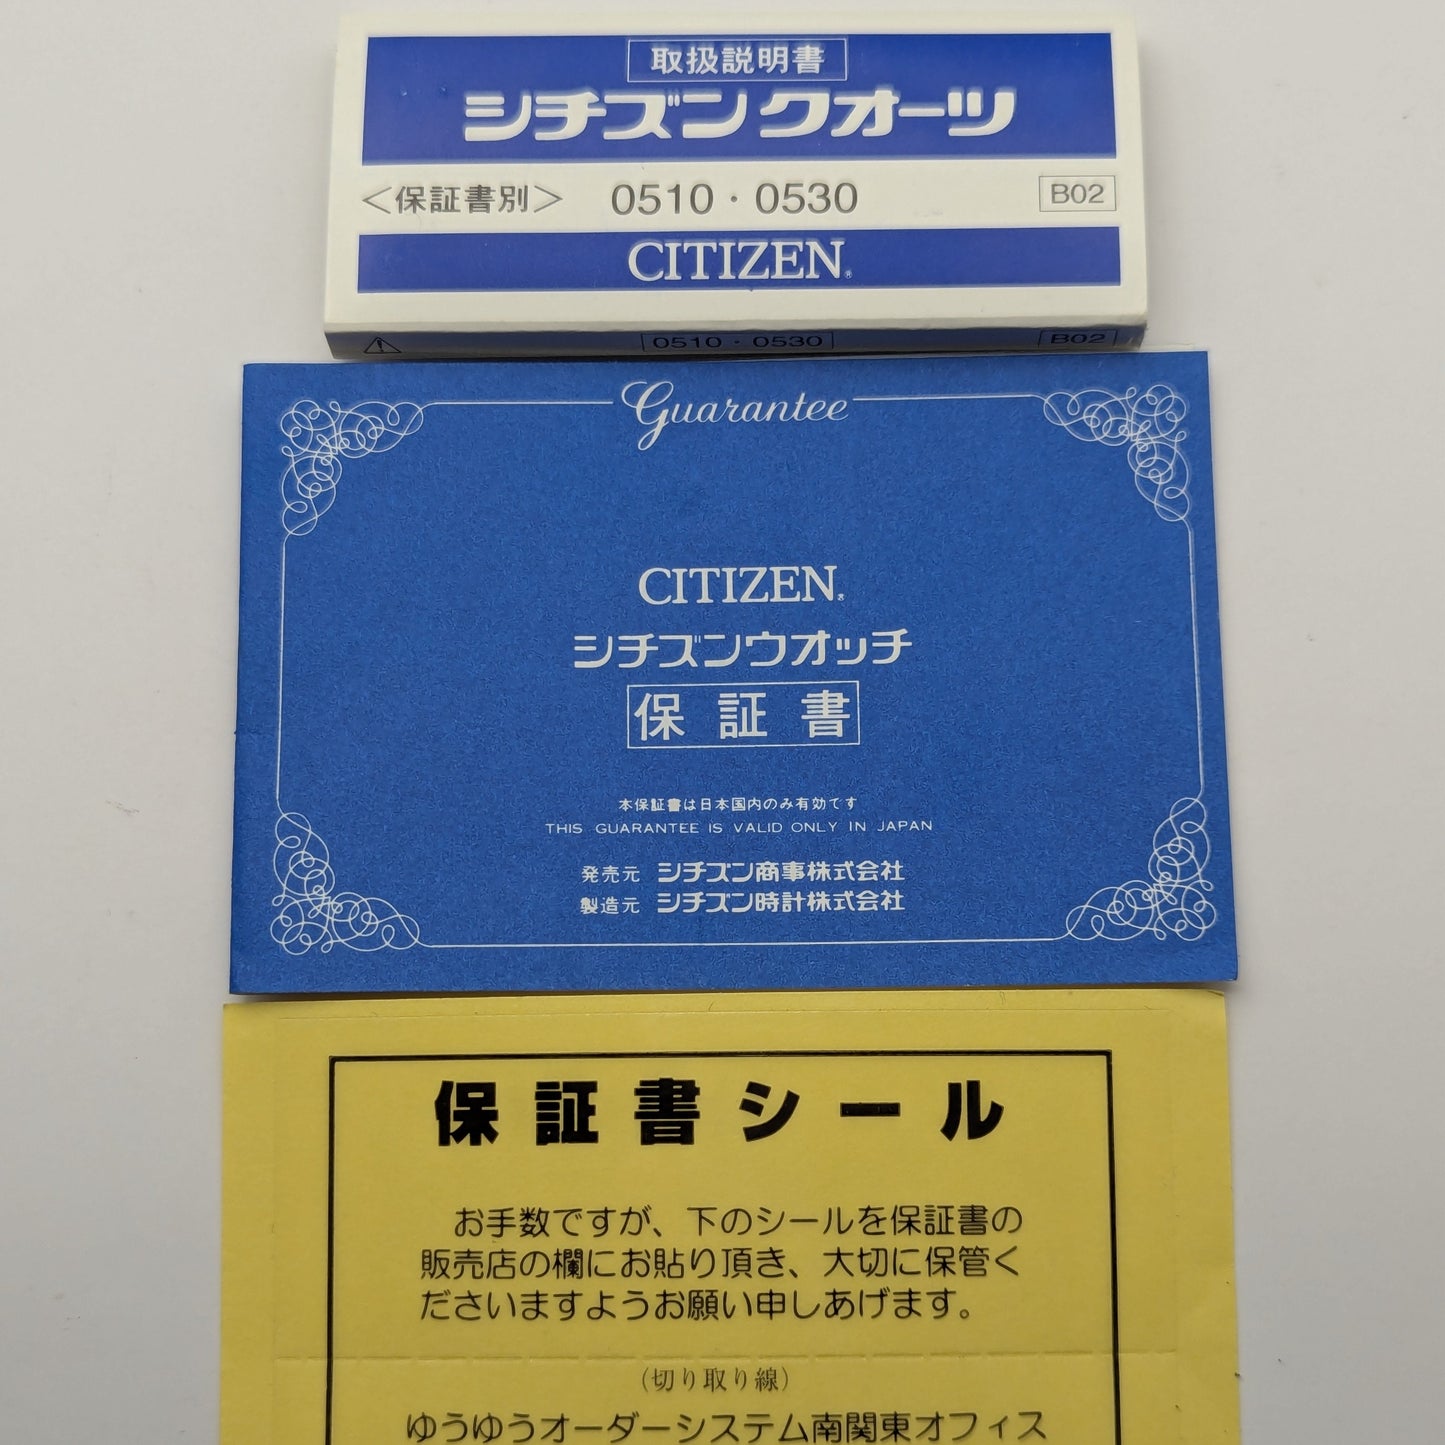 取扱説明書
シチズンクオーツ
＜保証書別＞ 0510・0530 B02
CITIZEN®
⚠ 0510・0530 B02
Guarantee
CITIZEN®
シチズンウオッチ
保証書
本保証書は日本国内のみ有効です
THIS GUARANTEE IS VALID ONLY IN JAPAN
発売元 シチズン商事株式会社
製造元 シチズン時計株式会社
保証書シール
お手数ですが、下のシールを保証書の
販売店の欄にお貼り頂き、大切に保管く
ださいますようお願い申しあげます。
(切り取り線)
ゆうゆうオーダーシステム南関東オフィス